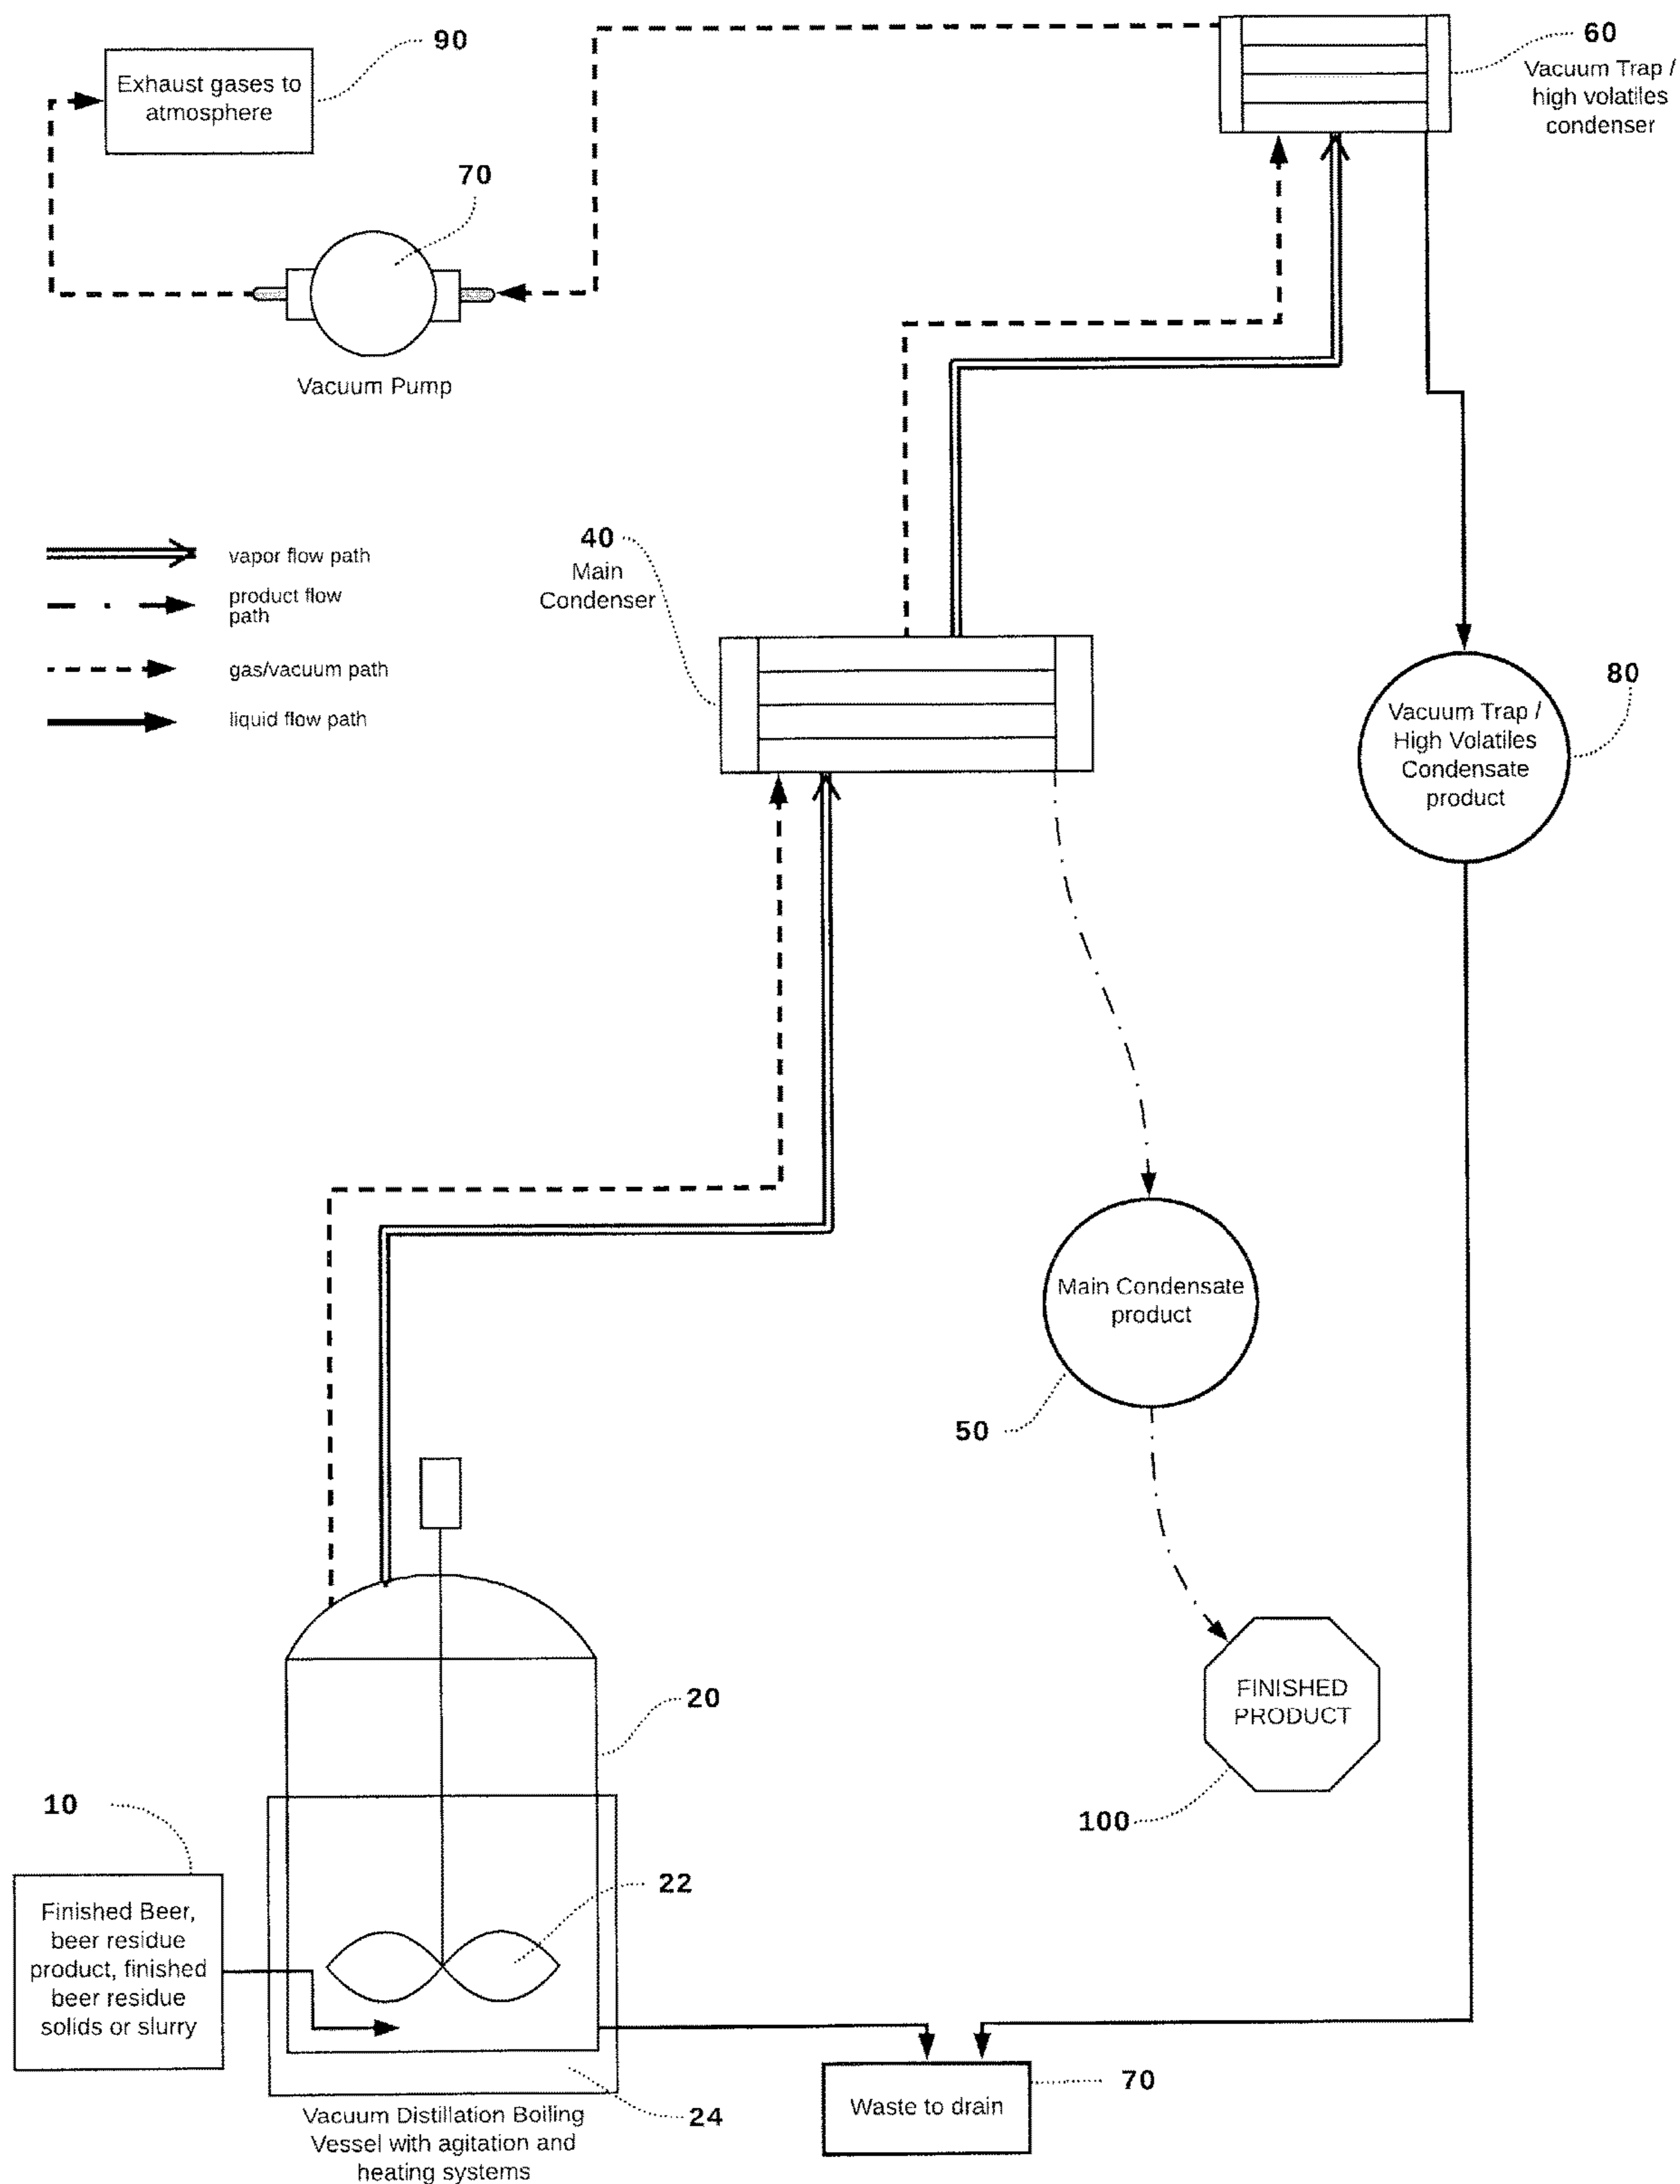 90
Exhaust gases to
atmosphere
60
Vacuum Trap /
high volatiles
condenser
70
Vacuum Pump
vapor flow path
product flow
path
gas/vacuum path
liquid flow path
40
Main
Condenser
80
Vacuum Trap /
High Volatiles
Condensate
product
Main Condensate
product
50
FINISHED
PRODUCT
100
20
10
22
Finished Beer,
beer residue
product, finished
beer residue
solids or slurry
24
Vacuum Distillation Boiling
Vessel with agitation and
heating systems
70
Waste to drain